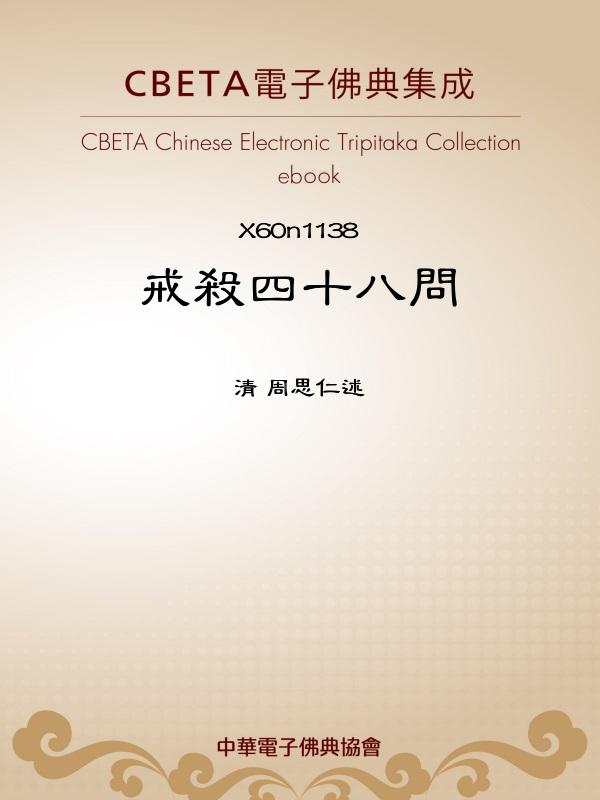 CBETA電子佛典集成
CBETA Chinese Electronic Tripitaka Collection
ebook
X60n1138
戒殺四十八問
清 周思仁述
中華電子佛典協會